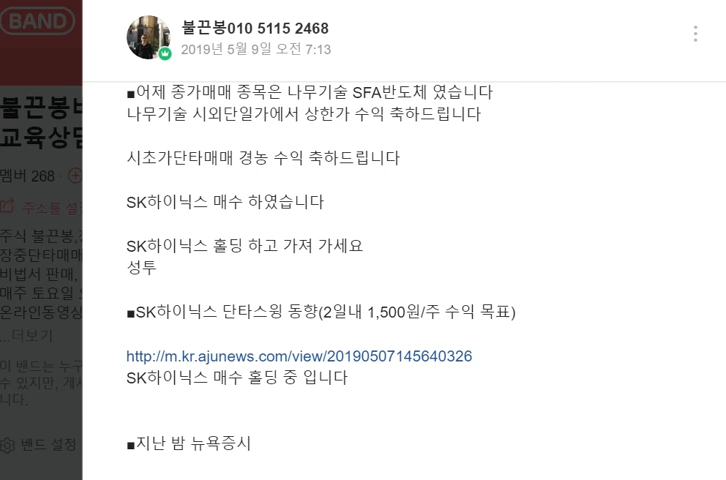 BAND
불끈봉비
교육상담
멤버 268
주소를 설
주식 불끈봉,
장중단타매매
비법서 판매,
매주 토요일
온라인동영상
...더보기
이 밴드는 누구
수 있지만, 게시
니다.
밴드 설정
불끈봉010 5115 2468
2019년 5월 9일 오전 7:13
■어제 종가매매 종목은 나무기술 SFA반도체 였습니다
나무기술 시외단일가에서 상한가 수익 축하드립니다
시초가단타매매 경농 수익 축하드립니다
SK하이닉스 매수 하였습니다
SK하이닉스 홀딩 하고 가져 가세요
성투
■SK하이닉스 단타스윙 동향(2일내 1,500원/주 수익 목표)
http://m.kr.ajunews.com/view/20190507145640326
SK하이닉스 매수 홀딩 중 입니다
■지난 밤 뉴욕증시